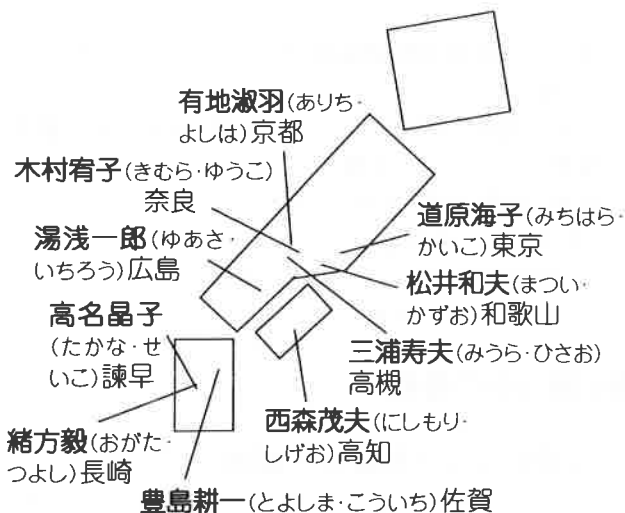 有地淑羽(ありち・
よしは)京都
木村宥子(きむら・ゆうこ)
奈良
湯浅一郎(ゆあさ・
いちろう)広島
高名晶子
(たかな・せ
いこ)諫早
緒方毅(おがた・
つよし)長崎
豊島耕一(とよしま・こういち)佐賀
道原海子(みちはら・
かいこ)東京
松井和夫(まつい・
かずお)和歌山
三浦寿夫(みうら・ひさお)
高槻
西森茂夫(にしもり・
しげお)高知